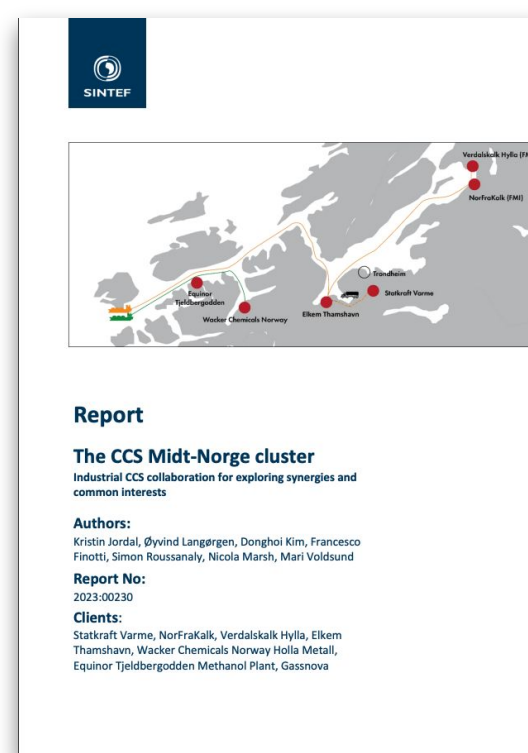 SINTEF
Verdalskalk Hylla (FM
NorFraKalk (FMI)
Trondheim
Equinor
Tjeldbergodden
Statkraft Varme
Wacker Chemicals Norway
Elkem Thamshavn
Report
The CCS Midt-Norge cluster
Industrial CCS collaboration for exploring synergies and
common interests
Authors:
Kristin Jordal, Øyvind Langørgen, Donghoi Kim, Francesco
Finotti, Simon Roussanaly, Nicola Marsh, Mari Voldsund
Report No:
2023:00230
Clients:
Statkraft Varme, NorFraKalk, Verdalskalk Hylla, Elkem
Thamshavn, Wacker Chemicals Norway Holla Metall,
Equinor Tjeldbergodden Methanol Plant, Gassnova